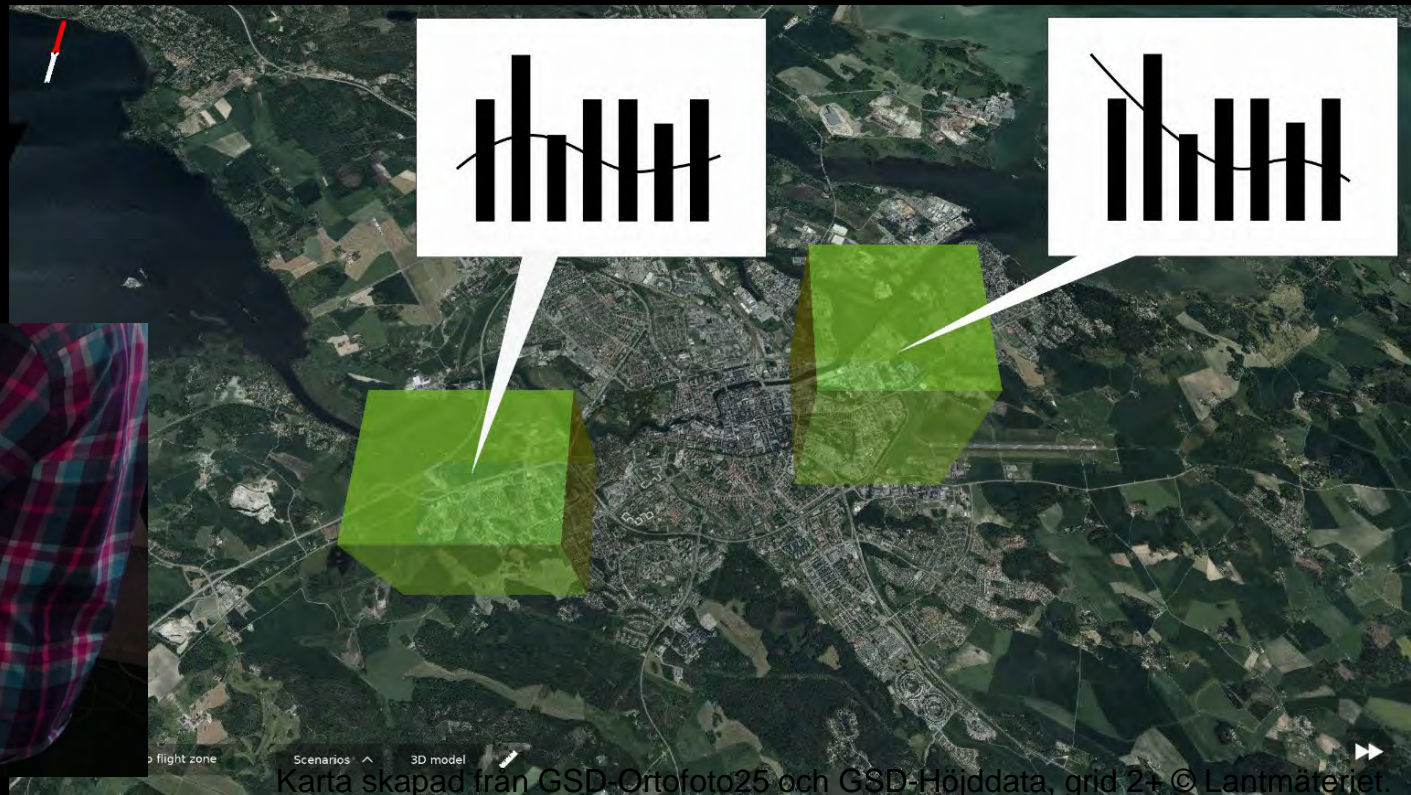 flight zone
Scenarios
3D model
Karta skapad från GSD-Ortofoto25 och GSD-Höjddata, grid 2+ © Lantmäteriet.